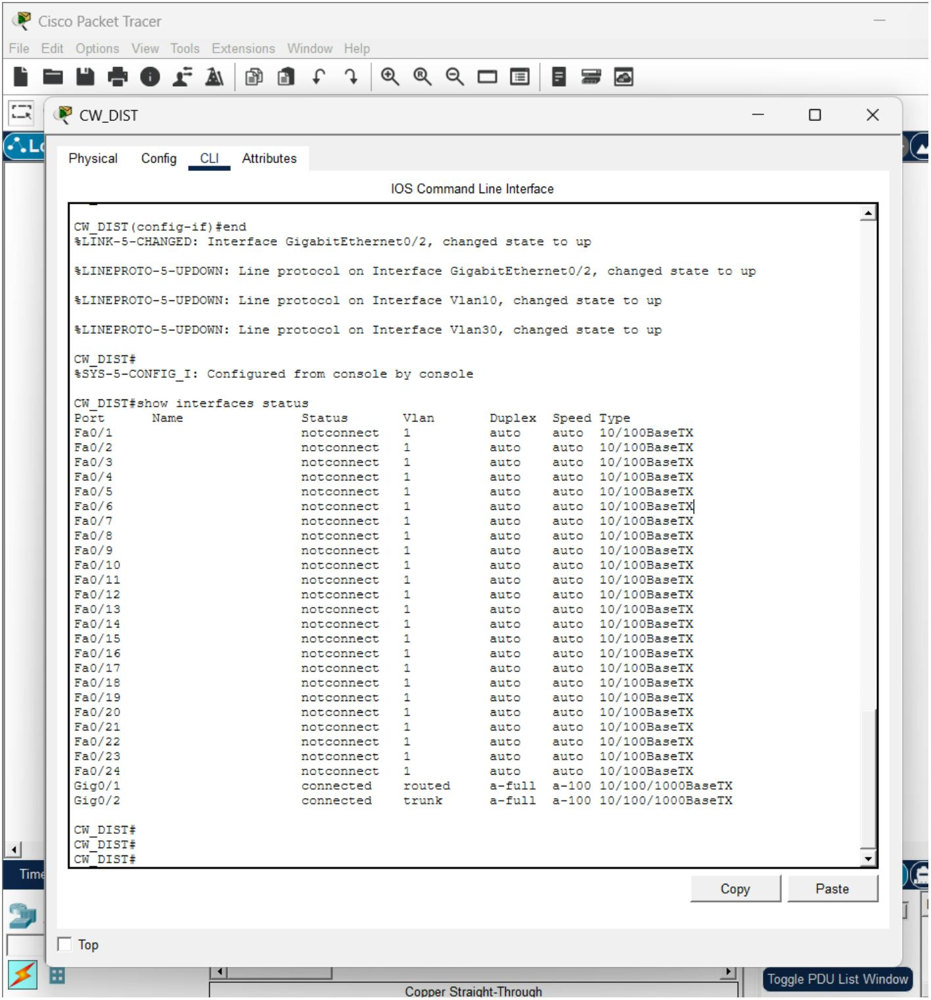 Cisco Packet Tracer
File Edit Options View Tools Extensions Window Help
CW_DIST
Physical Config CLI Attributes
IOS Command Line Interface
CW_DIST(config-if)#end
%LINK-5-CHANGED: Interface GigabitEthernet0/2, changed state to up
%LINEPROTO-5-UPDOWN: Line protocol on Interface GigabitEthernet0/2, changed state to up
%LINEPROTO-5-UPDOWN: Line protocol on Interface Vlan10, changed state to up
%LINEPROTO-5-UPDOWN: Line protocol on Interface Vlan30, changed state to up
CW_DIST#
%SYS-5-CONFIG_I: Configured from console by console
CW_DIST#show interfaces status
Port Name Status Vlan Duplex Speed Type
Fa0/1 notconnect 1 auto auto 10/100BaseTX
Fa0/2 notconnect 1 auto auto 10/100BaseTX
Fa0/3 notconnect 1 auto auto 10/100BaseTX
Fa0/4 notconnect 1 auto auto 10/100BaseTX
Fa0/5 notconnect 1 auto auto 10/100BaseTX
Fa0/6 notconnect 1 auto auto 10/100BaseTX
Fa0/7 notconnect 1 auto auto 10/100BaseTX
Fa0/8 notconnect 1 auto auto 10/100BaseTX
Fa0/9 notconnect 1 auto auto 10/100BaseTX
Fa0/10 notconnect 1 auto auto 10/100BaseTX
Fa0/11 notconnect 1 auto auto 10/100BaseTX
Fa0/12 notconnect 1 auto auto 10/100BaseTX
Fa0/13 notconnect 1 auto auto 10/100BaseTX
Fa0/14 notconnect 1 auto auto 10/100BaseTX
Fa0/15 notconnect 1 auto auto 10/100BaseTX
Fa0/16 notconnect 1 auto auto 10/100BaseTX
Fa0/17 notconnect 1 auto auto 10/100BaseTX
Fa0/18 notconnect 1 auto auto 10/100BaseTX
Fa0/19 notconnect 1 auto auto 10/100BaseTX
Fa0/20 notconnect 1 auto auto 10/100BaseTX
Fa0/21 notconnect 1 auto auto 10/100BaseTX
Fa0/22 notconnect 1 auto auto 10/100BaseTX
Fa0/23 notconnect 1 auto auto 10/100BaseTX
Fa0/24 notconnect 1 auto auto 10/100BaseTX
Gig0/1 connected routed a-full a-100 10/100/1000BaseTX
Gig0/2 connected trunk a-full a-100 10/100/1000BaseTX
CW_DIST#
CW_DIST#
CW_DIST#
Time
Copy Paste
Top
Toggle PDU List Window
Copper Straight-Through